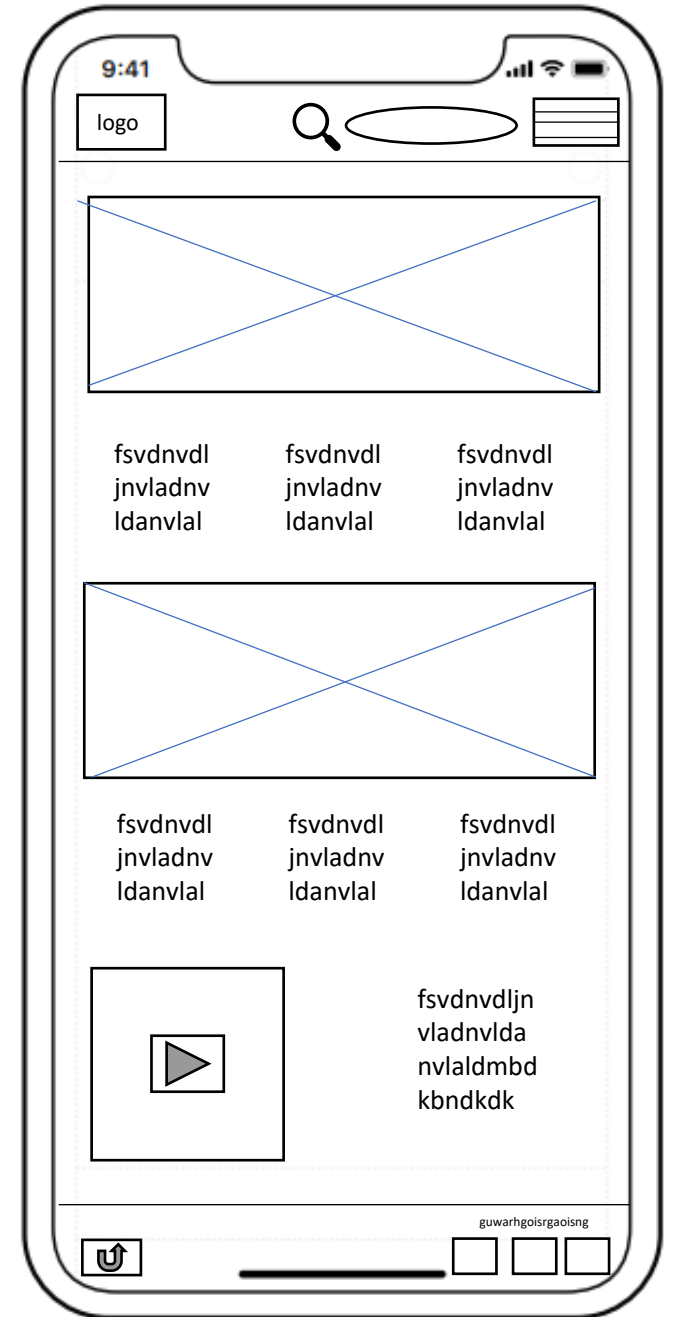 9:41
logo
fsvdnvdl
jnvladnv
ldanvlal
fsvdnvdl
jnvladnv
ldanvlal
fsvdnvdl
jnvladnv
ldanvlal
fsvdnvdl
jnvladnv
ldanvlal
fsvdnvdl
jnvladnv
ldanvlal
fsvdnvdl
jnvladnv
ldanvlal
fsvdnvdljn
vladnvlda
nvlaldmbd
kbndkdk
guwarhgoisrgaoisng